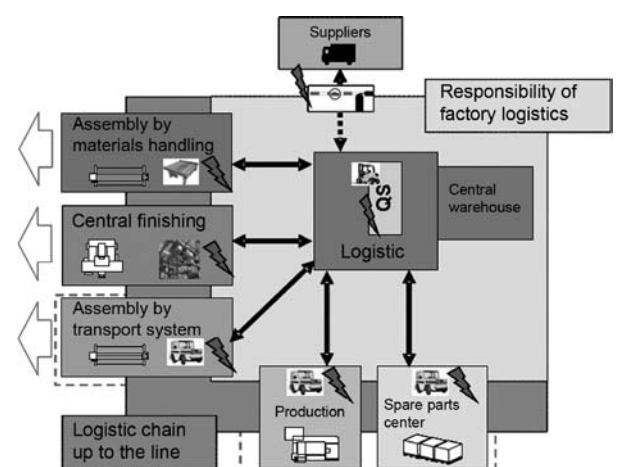 Suppliers
Responsibility of
factory logistics
Assembly by
materials handling
Central
warehouse
QS
Logistic
Central finishing
Assembly by
transport system
Production
Spare parts
center
Logistic chain
up to the line